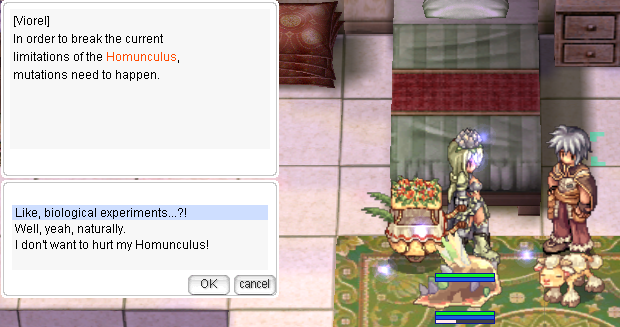 [Viorel]
In order to break the current
limitations of the Homunculus,
mutations need to happen.
Like, biological experiments...?!
Well, yeah, naturally.
I don't want to hurt my Homunculus!
OK cancel